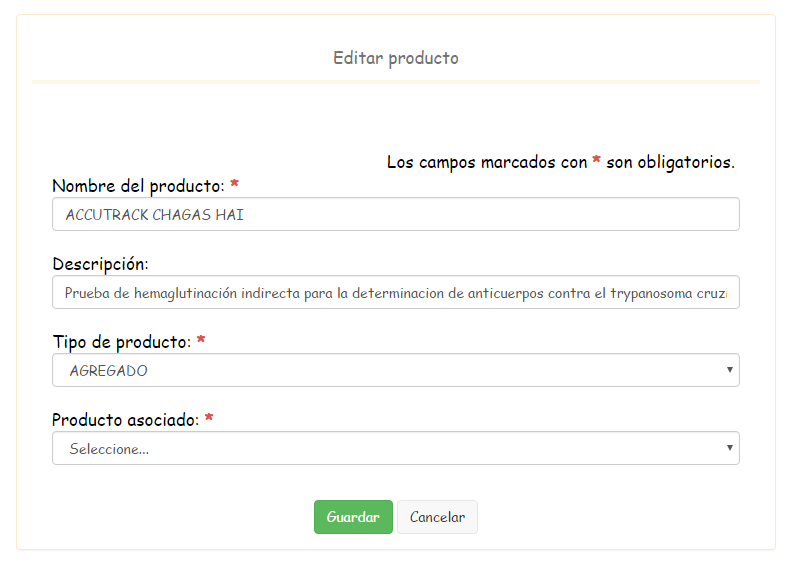 Editar producto
Los campos marcados con * son obligatorios.
Nombre del producto: *
ACCUTRACK CHAGAS HAI
Descripción:
Prueba de hemaglutinación indirecta para la determinacion de anticuerpos contra el trypanosoma cruzi
Tipo de producto: *
AGREGADO
Producto asociado: *
Seleccione...
Guardar Cancelar